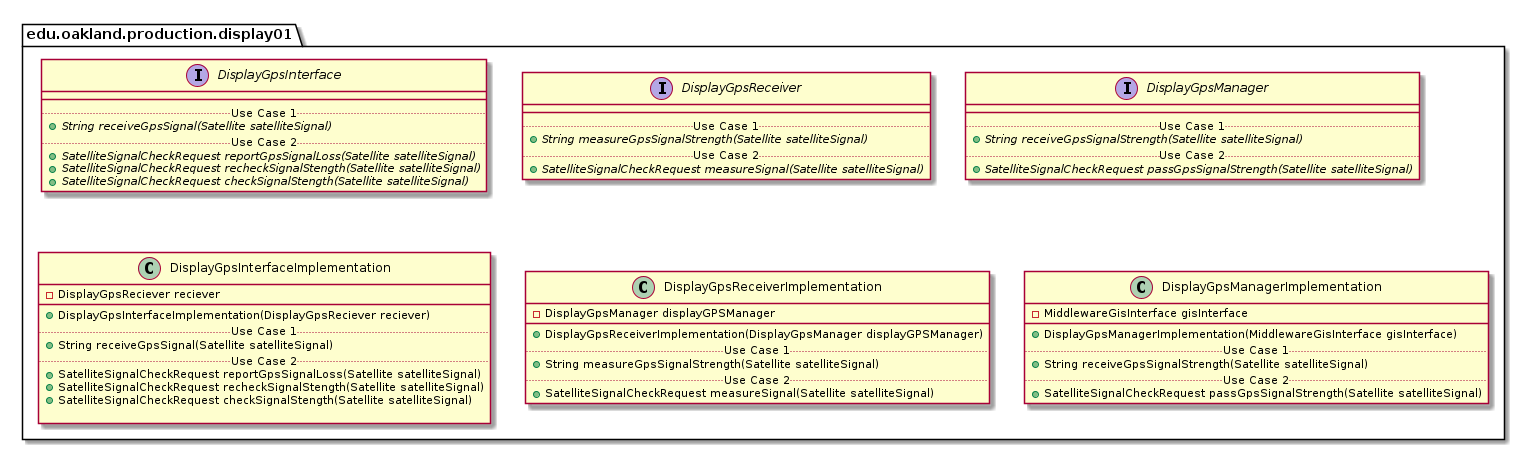 edu.oakland.production.display01
I DisplayGpsInterface
Use Case 1
String receiveGpsSignal(Satellite satelliteSignal)
Use Case 2
SatelliteSignalCheckRequest reportGpsSignalLoss(Satellite satelliteSignal)
SatelliteSignalCheckRequest recheckSignalStength(Satellite satelliteSignal)
SatelliteSignalCheckRequest checkSignalStength(Satellite satelliteSignal)
I DisplayGpsReceiver
Use Case 1
String measureGpsSignalStrength(Satellite satelliteSignal)
Use Case 2
SatelliteSignalCheckRequest measureSignal(Satellite satelliteSignal)
I DisplayGpsManager
Use Case 1
String receiveGpsSignalStrength(Satellite satelliteSignal)
Use Case 2
SatelliteSignalCheckRequest passGpsSignalStrength(Satellite satelliteSignal)
C DisplayGpsInterfaceImplementation
DisplayGpsReciever reciever
DisplayGpsInterfaceImplementation(DisplayGpsReciever reciever)
Use Case 1
String receiveGpsSignal(Satellite satelliteSignal)
Use Case 2
SatelliteSignalCheckRequest reportGpsSignalLoss(Satellite satelliteSignal)
SatelliteSignalCheckRequest recheckSignalStength(Satellite satelliteSignal)
SatelliteSignalCheckRequest checkSignalStength(Satellite satelliteSignal)
C DisplayGpsReceiverImplementation
DisplayGpsManager displayGPSManager
DisplayGpsReceiverImplementation(DisplayGpsManager displayGPSManager)
Use Case 1
String measureGpsSignalStrength(Satellite satelliteSignal)
Use Case 2
SatelliteSignalCheckRequest measureSignal(Satellite satelliteSignal)
C DisplayGpsManagerImplementation
MiddlewareGisInterface gisInterface
DisplayGpsManagerImplementation(MiddlewareGisInterface gisInterface)
Use Case 1
String receiveGpsSignalStrength(Satellite satelliteSignal)
Use Case 2
SatelliteSignalCheckRequest passGpsSignalStrength(Satellite satelliteSignal)